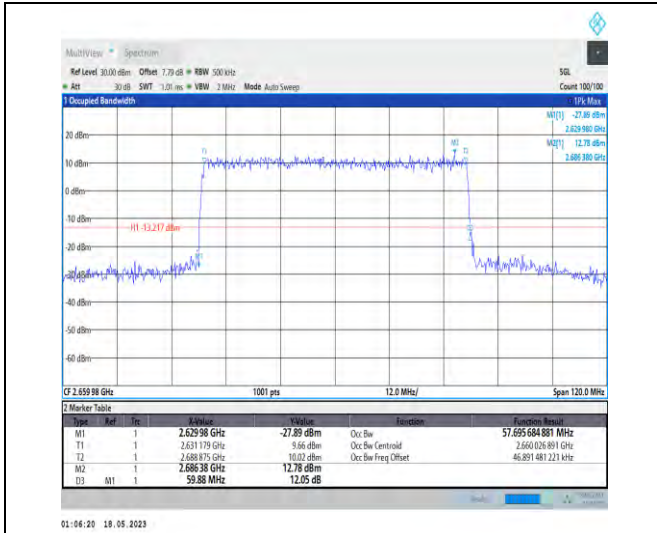 MultiView Spectrum
Ref Level 30.00 dBm Offset 7.79 dB RBW 500 kHz SGL
Att 30 dB SWT 1.01 ms VBW 2 MHz Mode Auto Sweep Count 100/100
1 Occupied Bandwidth 1Pk Max
M1[1] -27.89 dBm
2.629 980 GHz
20 dBm
M2 M2[1] 12.78 dBm
T1 T2 2.686 380 GHz
10 dBm
0 dBm
-10 dBm
H1 -13.217 dBm
-20 dBm
-30 dBm
-40 dBm
-50 dBm
-60 dBm
CF 2.659 98 GHz 1001 pts 12.0 MHz/ Span 120.0 MHz
2 Marker Table
Type Ref Trc X-Value Y-Value Function Function Result
M1 1 2.629 98 GHz -27.89 dBm Occ Bw 57.695 684 881 MHz
T1 1 2.631 179 GHz 9.66 dBm Occ Bw Centroid 2.660 026 891 GHz
T2 1 2.688 875 GHz 10.02 dBm Occ Bw Freq Offset 46.891 481 221 kHz
M2 1 2.686 38 GHz 12.78 dBm
D3 M1 1 59.88 MHz 12.05 dB
01:06:20 18.05.2023